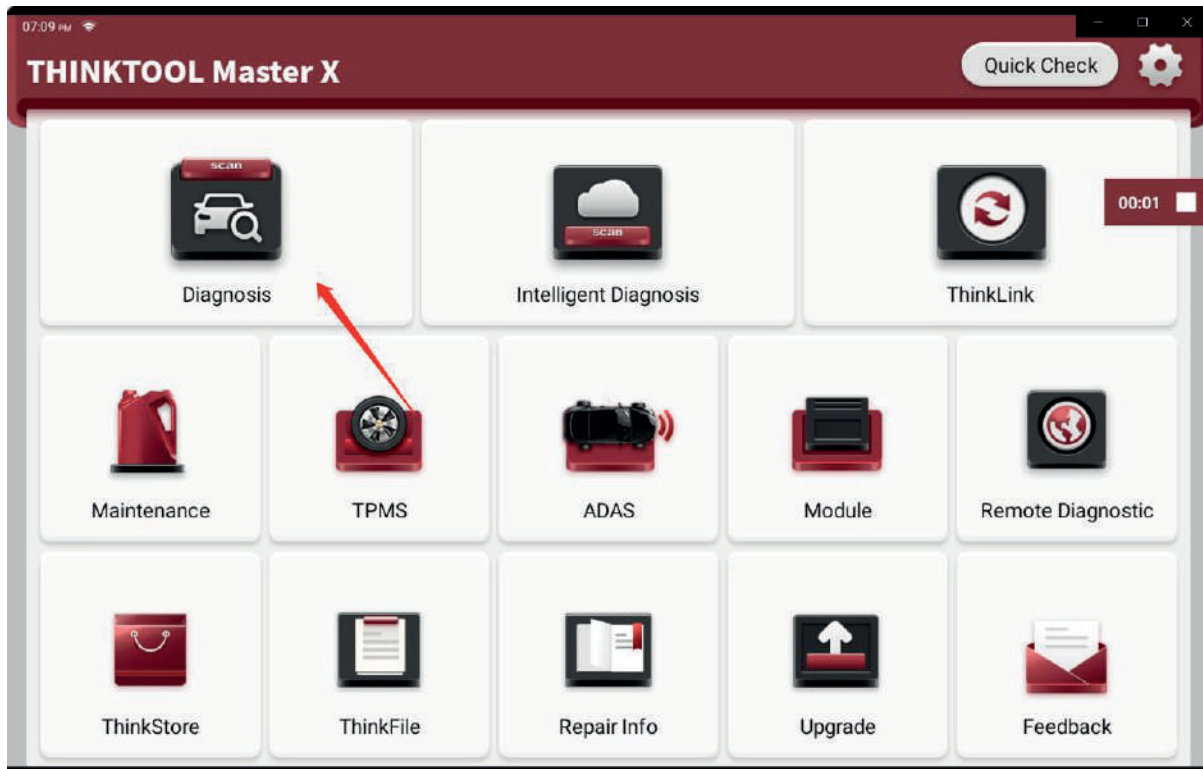 07:09 PM
THINKTOOL Master X
Quick Check
scan
scan
00:01
Diagnosis
Intelligent Diagnosis
ThinkLink
Maintenance
TPMS
ADAS
Module
Remote Diagnostic
ThinkStore
ThinkFile
Repair Info
Upgrade
Feedback